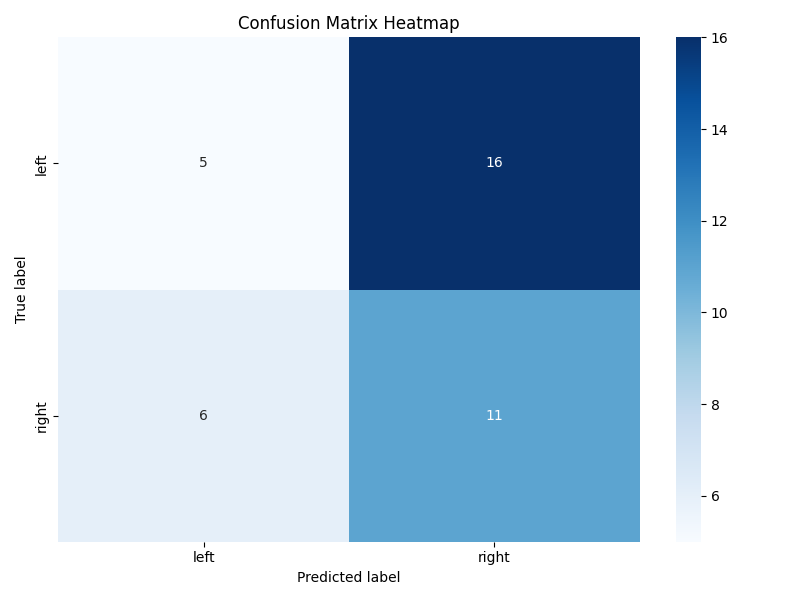 Confusion Matrix Heatmap
True label
left
5
16
right
6
11
left
right
Predicted label
16
14
12
10
8
6